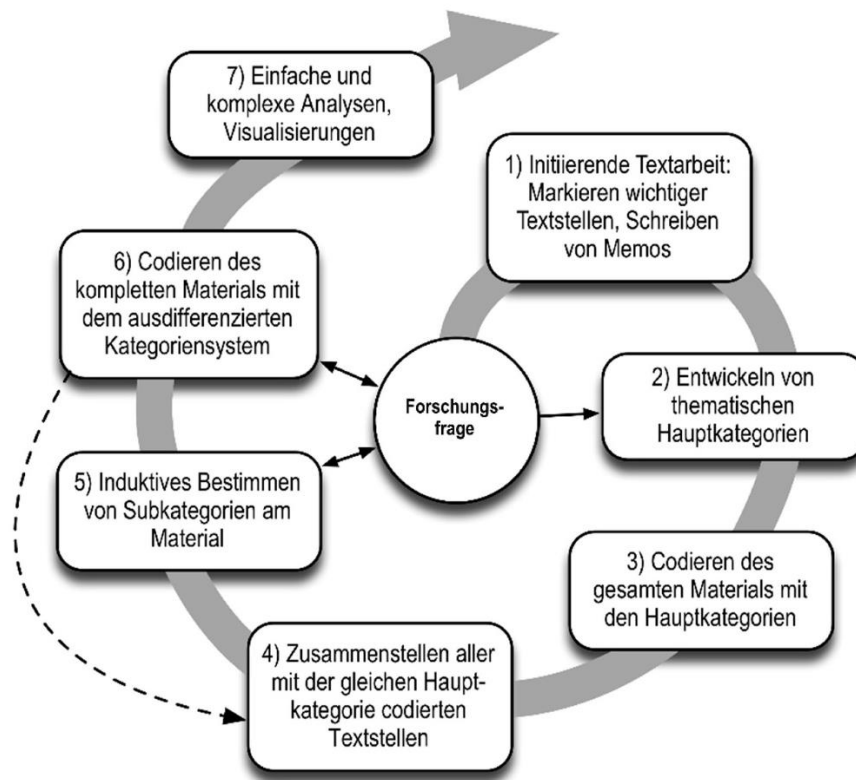 1) Initiierende Textarbeit:
Markieren wichtiger
Textstellen, Schreiben
von Memos
2) Entwickeln von
thematischen
Hauptkategorien
3) Codieren des
gesamten Materials mit
den Hauptkategorien
4) Zusammenstellen aller
mit der gleichen Haupt-
kategorie codierten
Textstellen
5) Induktives Bestimmen
von Subkategorien am
Material
6) Codieren des
kompletten Materials mit
dem ausdifferenzierten
Kategoriensystem
7) Einfache und
komplexe Analysen,
Visualisierungen
Forschungs-
frage